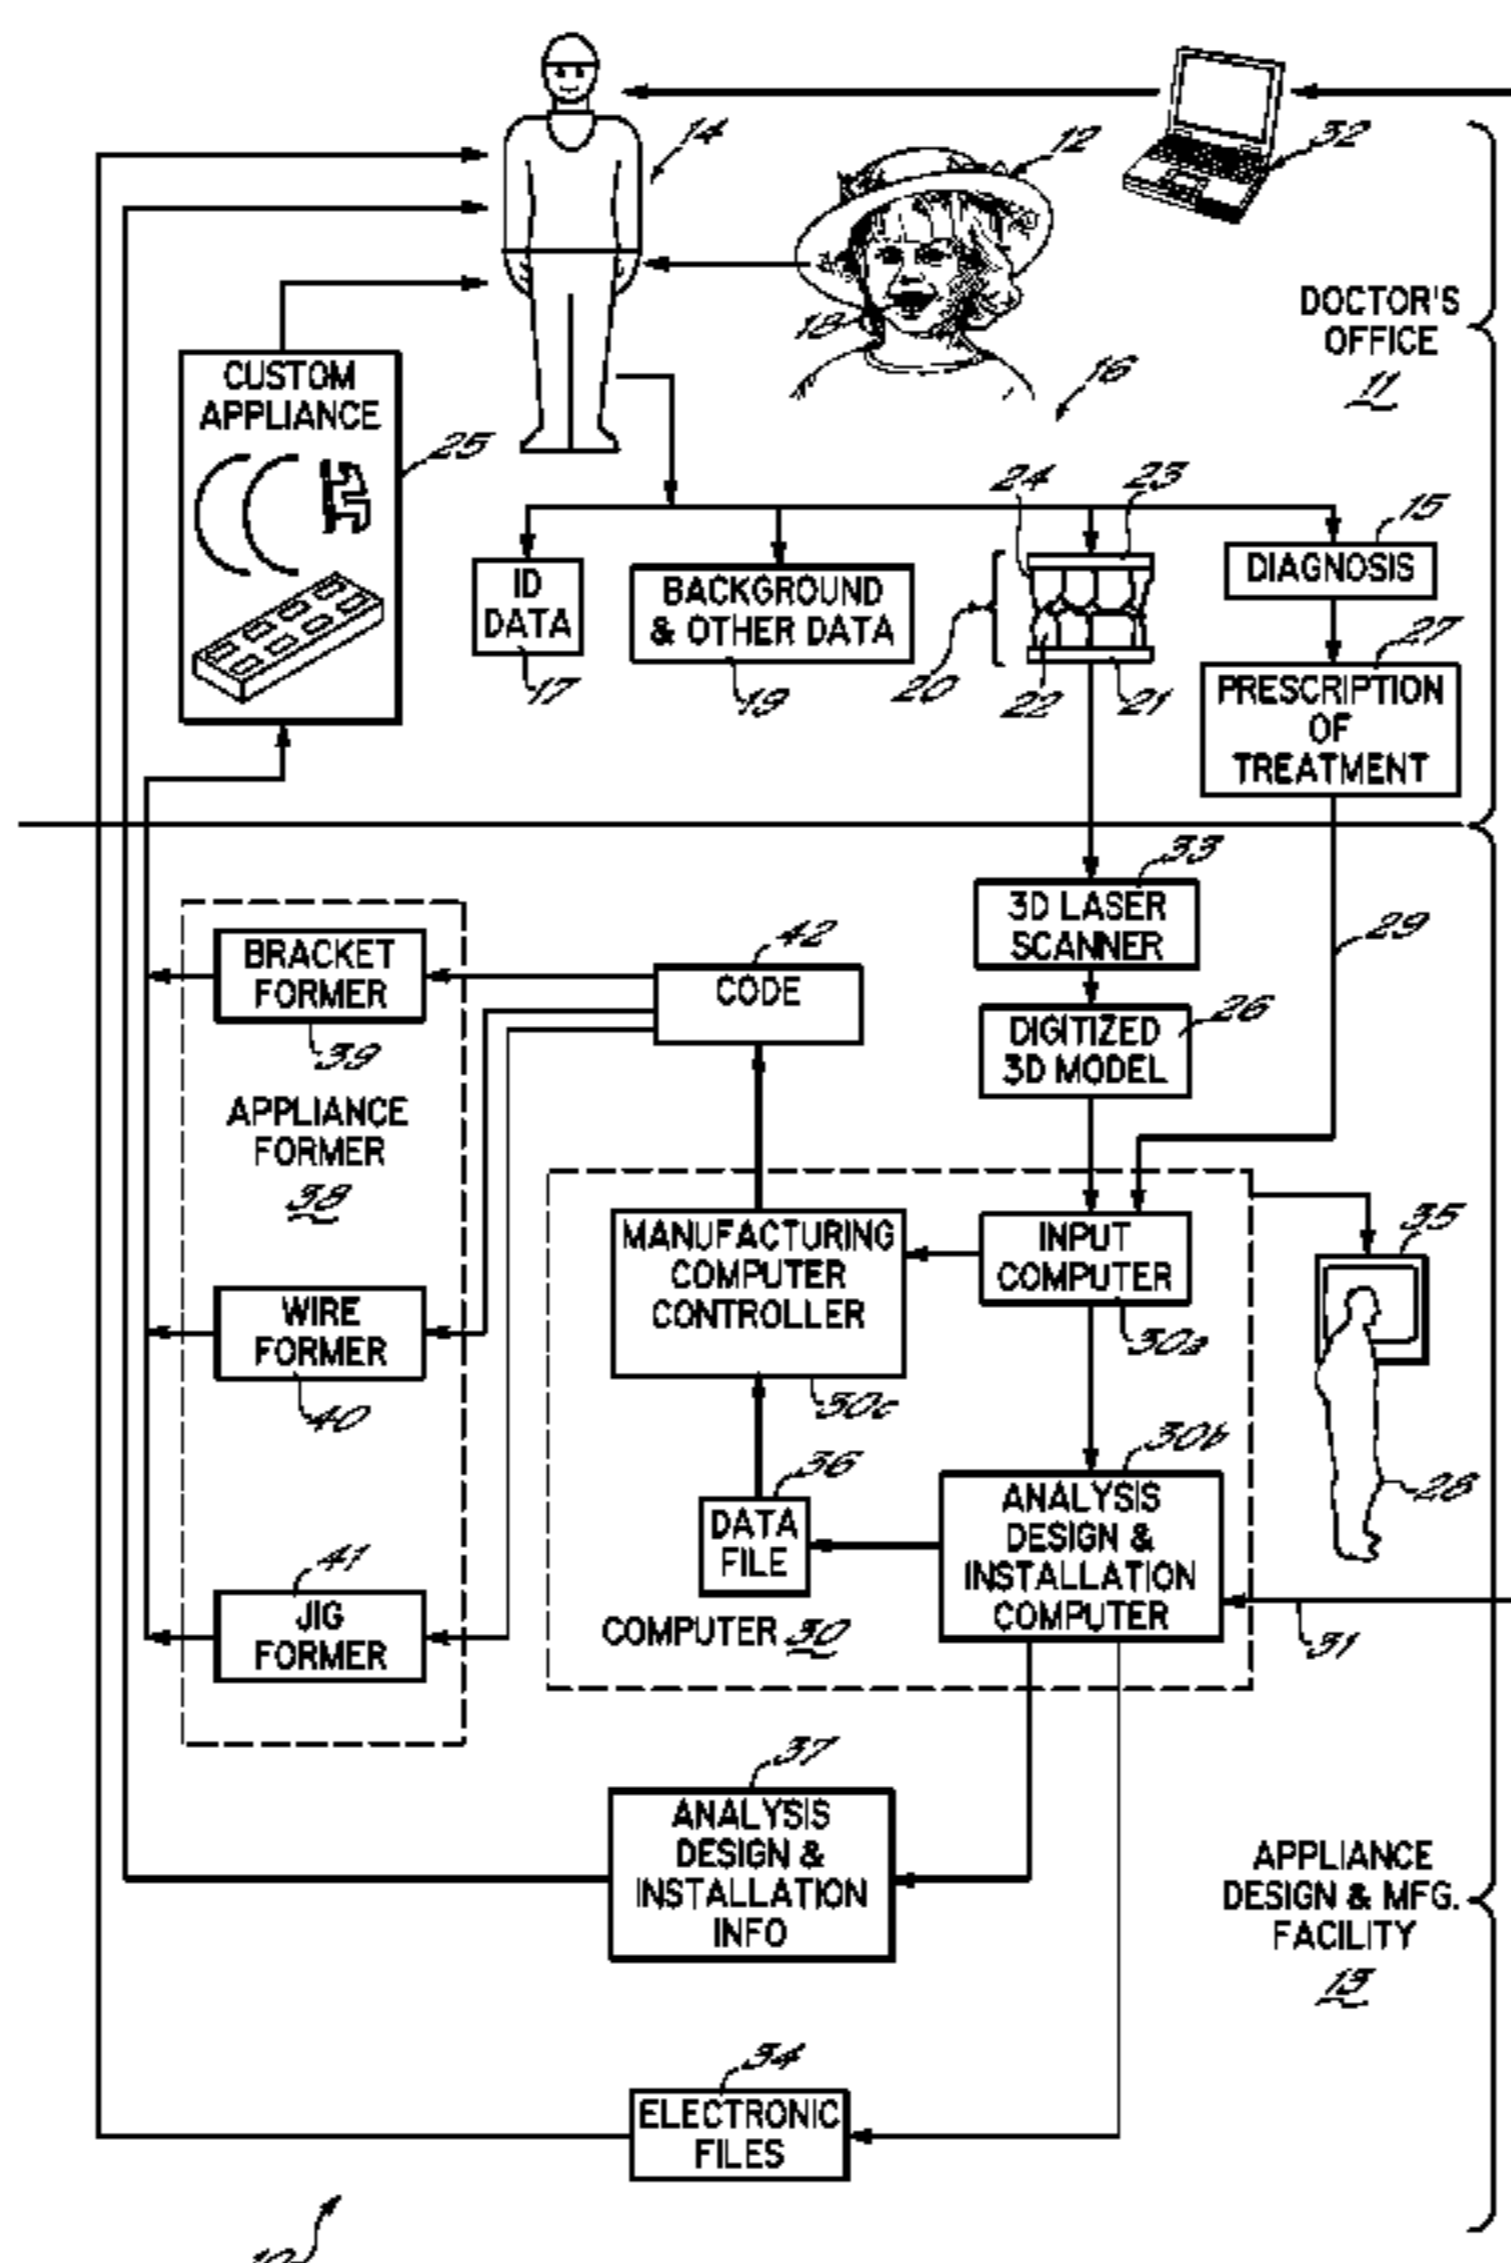 14
12
32
18
DOCTOR'S
OFFICE
11
16
CUSTOM
APPLIANCE
25
24
23
15
ID
DATA
BACKGROUND
& OTHER DATA
DIAGNOSIS
20
27
17
19
22
21
PRESCRIPTION
OF
TREATMENT
33
3D LASER
SCANNER
29
42
CODE
BRACKET
FORMER
39
26
DIGITIZED
3D MODEL
APPLIANCE
FORMER
38
MANUFACTURING
COMPUTER
CONTROLLER
30c
INPUT
COMPUTER
30a
35
WIRE
FORMER
40
36
DATA
FILE
30b
ANALYSIS
DESIGN &
INSTALLATION
COMPUTER
28
41
JIG
FORMER
COMPUTER 30
31
37
ANALYSIS
DESIGN &
INSTALLATION
INFO
APPLIANCE
DESIGN & MFG.
FACILITY
13
34
ELECTRONIC
FILES
10